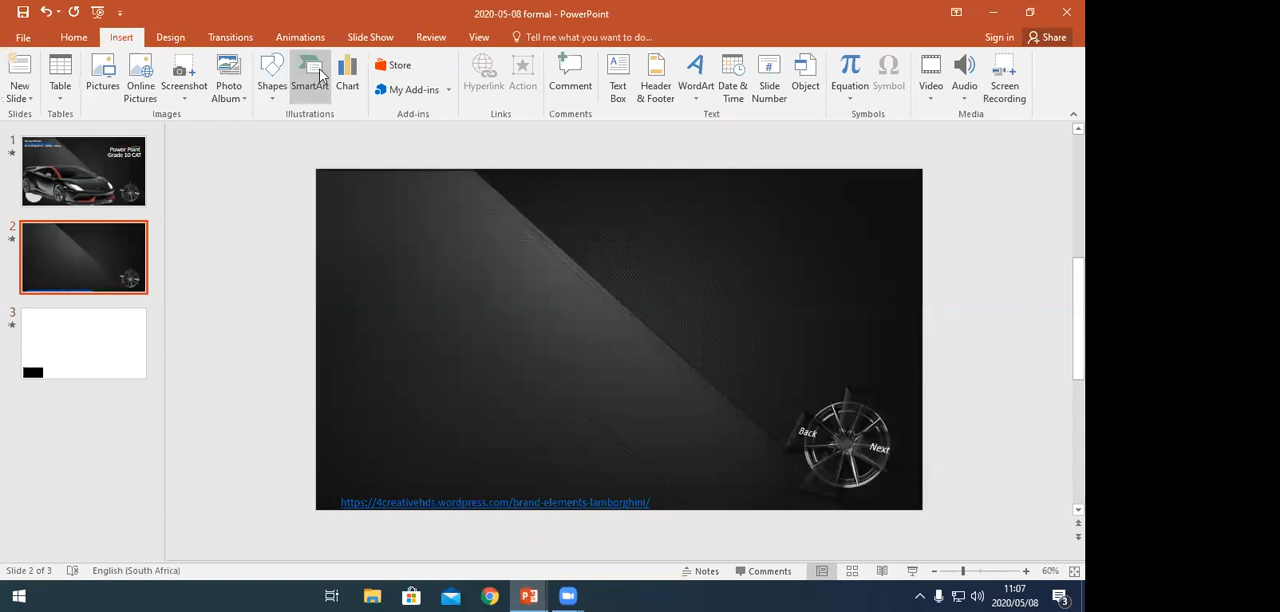 2020-05-08 formal - PowerPoint
File Home Insert Design Transitions Animations Slide Show Review View Tell me what you want to do... Sign in Share
New Slide Table Pictures Online Pictures Screenshot Photo Album Shapes SmartArt Chart Store My Add-ins Hyperlink Action Comment Text Box Header & Footer WordArt Date & Time Slide Number Object Equation Symbol Video Audio Screen Recording
Slides Tables Images Illustrations Add-ins Links Comments Text Symbols Media
1
Power Point
Grade 10 CAT
2
3
Back
Next
https://4creativehds.wordpress.com/brand-elements-lamborghini/
Slide 2 of 3 English (South Africa) Notes Comments 60%
11:07
2020/05/08
3